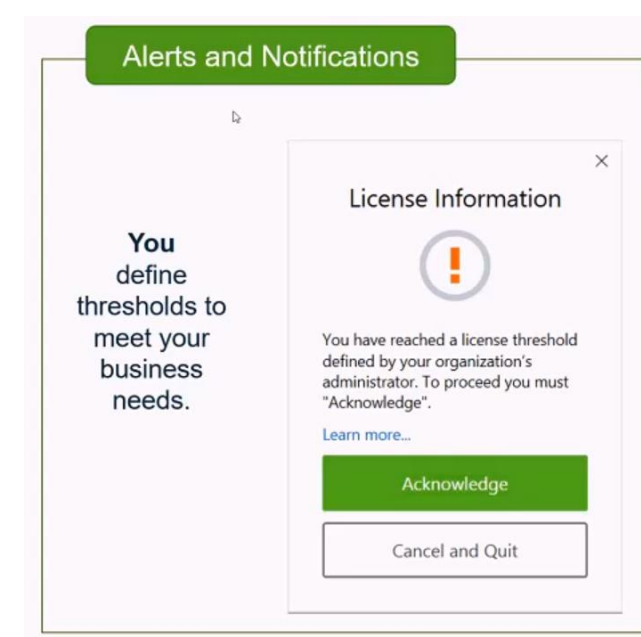 Alerts and Notifications
You
define
thresholds to
meet your
business
needs.
License Information
You have reached a license threshold
defined by your organization's
administrator. To proceed you must
"Acknowledge".
Learn more...
Acknowledge
Cancel and Quit